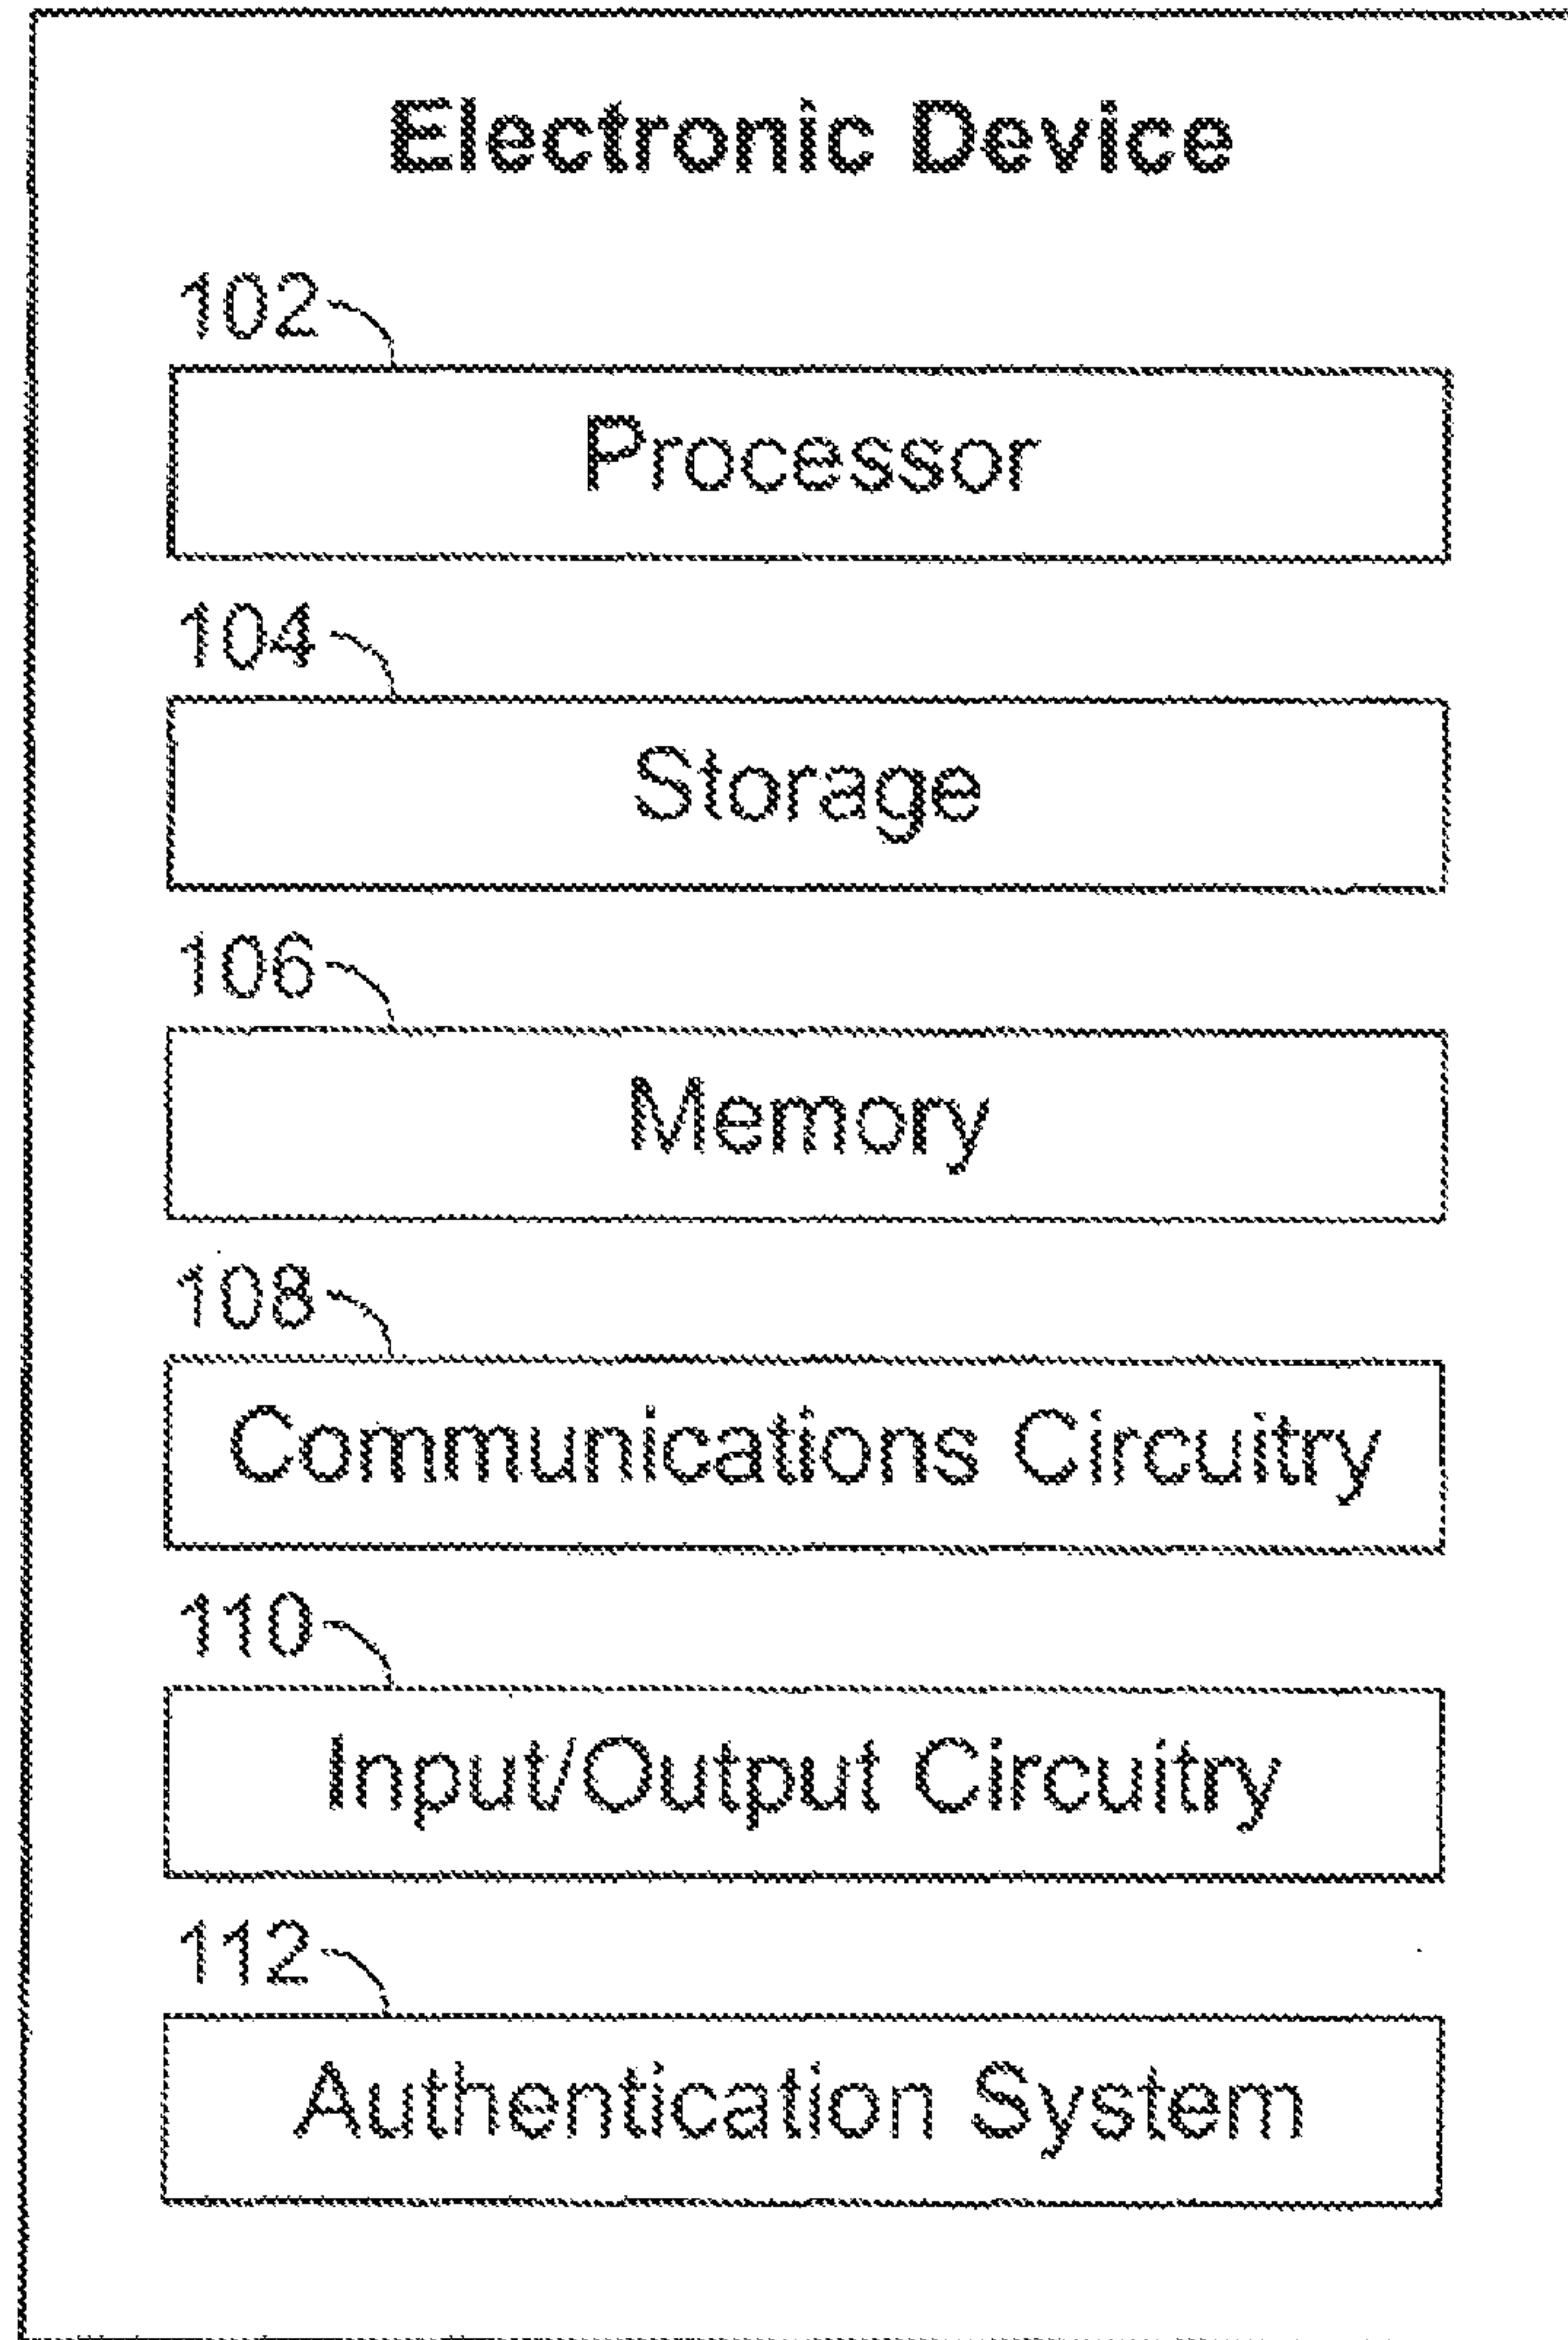 Electronic Device
102
Processor
104
Storage
106
Memory
108
Communications Circuitry
110
Input/Output Circuitry
112
Authentication System